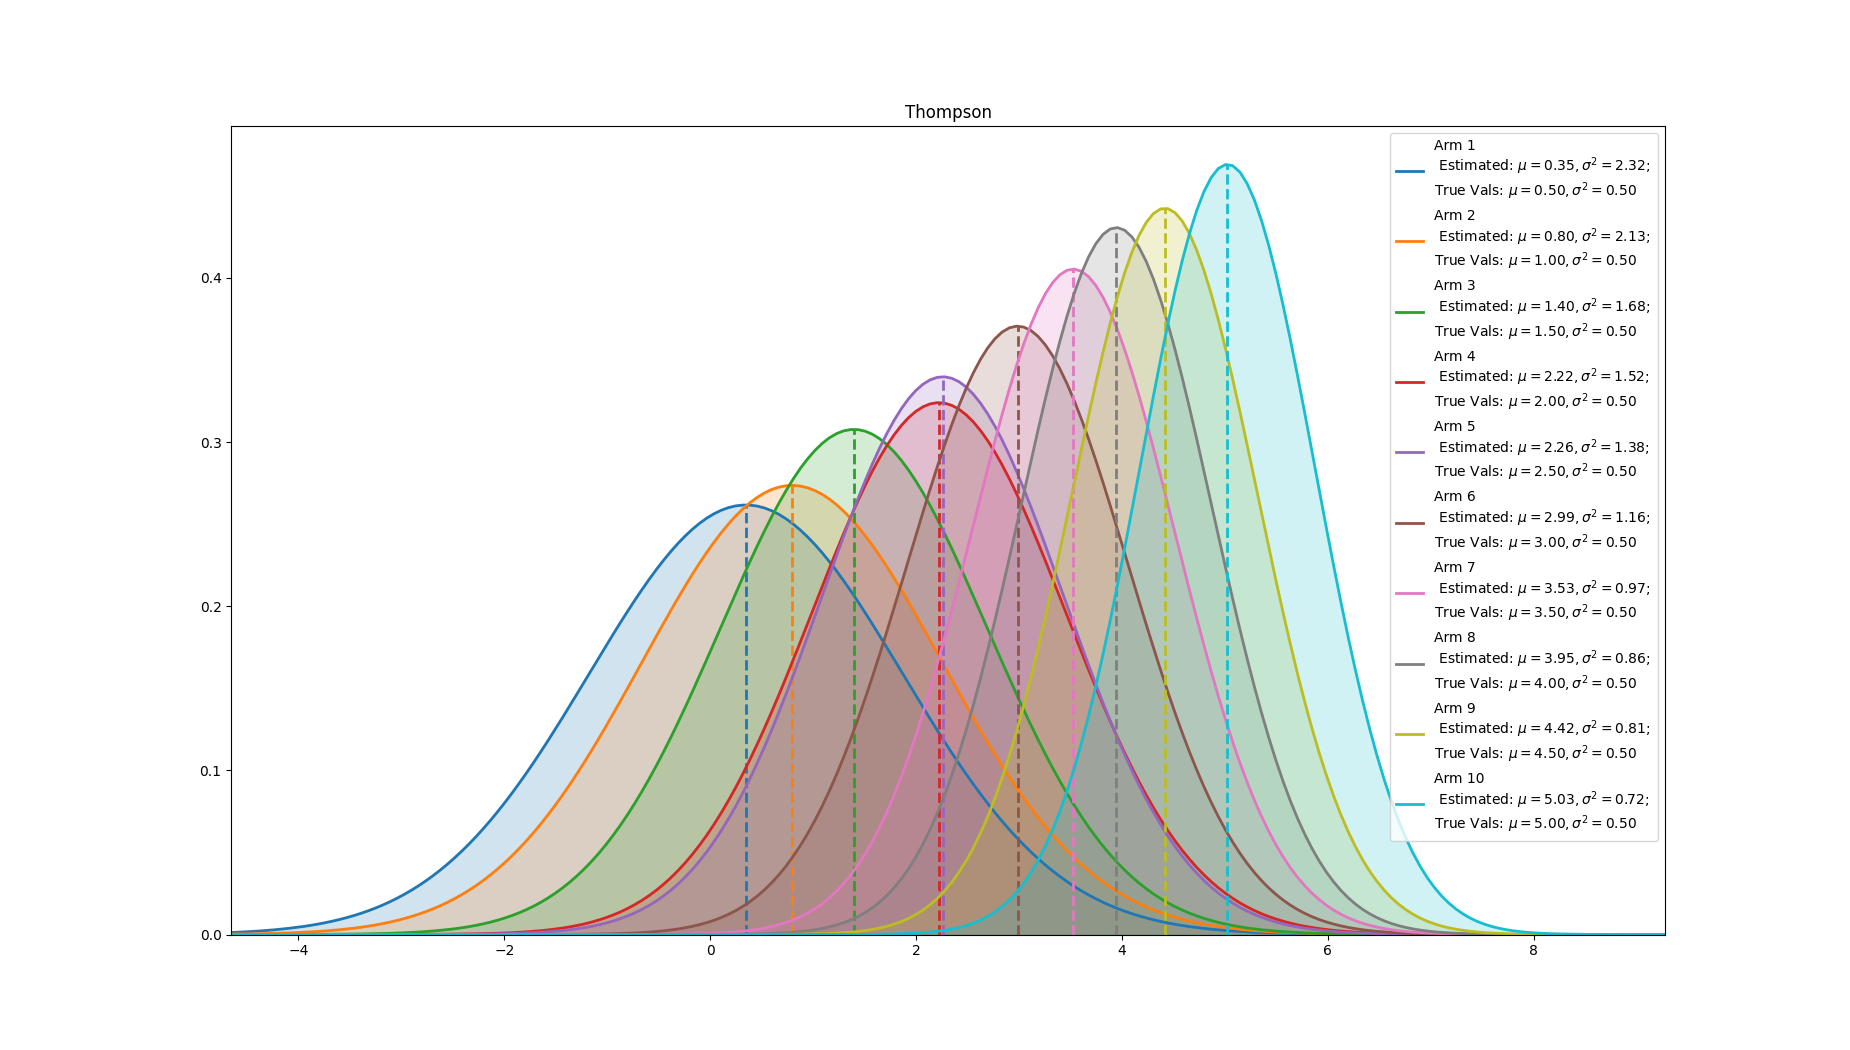 Thompson
Arm 1
Estimated: μ = 0.35, σ² = 2.32;
True Vals: μ = 0.50, σ² = 0.50
Arm 2
Estimated: μ = 0.80, σ² = 2.13;
True Vals: μ = 1.00, σ² = 0.50
Arm 3
Estimated: μ = 1.40, σ² = 1.68;
True Vals: μ = 1.50, σ² = 0.50
Arm 4
Estimated: μ = 2.22, σ² = 1.52;
True Vals: μ = 2.00, σ² = 0.50
Arm 5
Estimated: μ = 2.26, σ² = 1.38;
True Vals: μ = 2.50, σ² = 0.50
Arm 6
Estimated: μ = 2.99, σ² = 1.16;
True Vals: μ = 3.00, σ² = 0.50
Arm 7
Estimated: μ = 3.53, σ² = 0.97;
True Vals: μ = 3.50, σ² = 0.50
Arm 8
Estimated: μ = 3.95, σ² = 0.86;
True Vals: μ = 4.00, σ² = 0.50
Arm 9
Estimated: μ = 4.42, σ² = 0.81;
True Vals: μ = 4.50, σ² = 0.50
Arm 10
Estimated: μ = 5.03, σ² = 0.72;
True Vals: μ = 5.00, σ² = 0.50
0.4
0.3
0.2
0.1
0.0
−4 −2 0 2 4 6 8